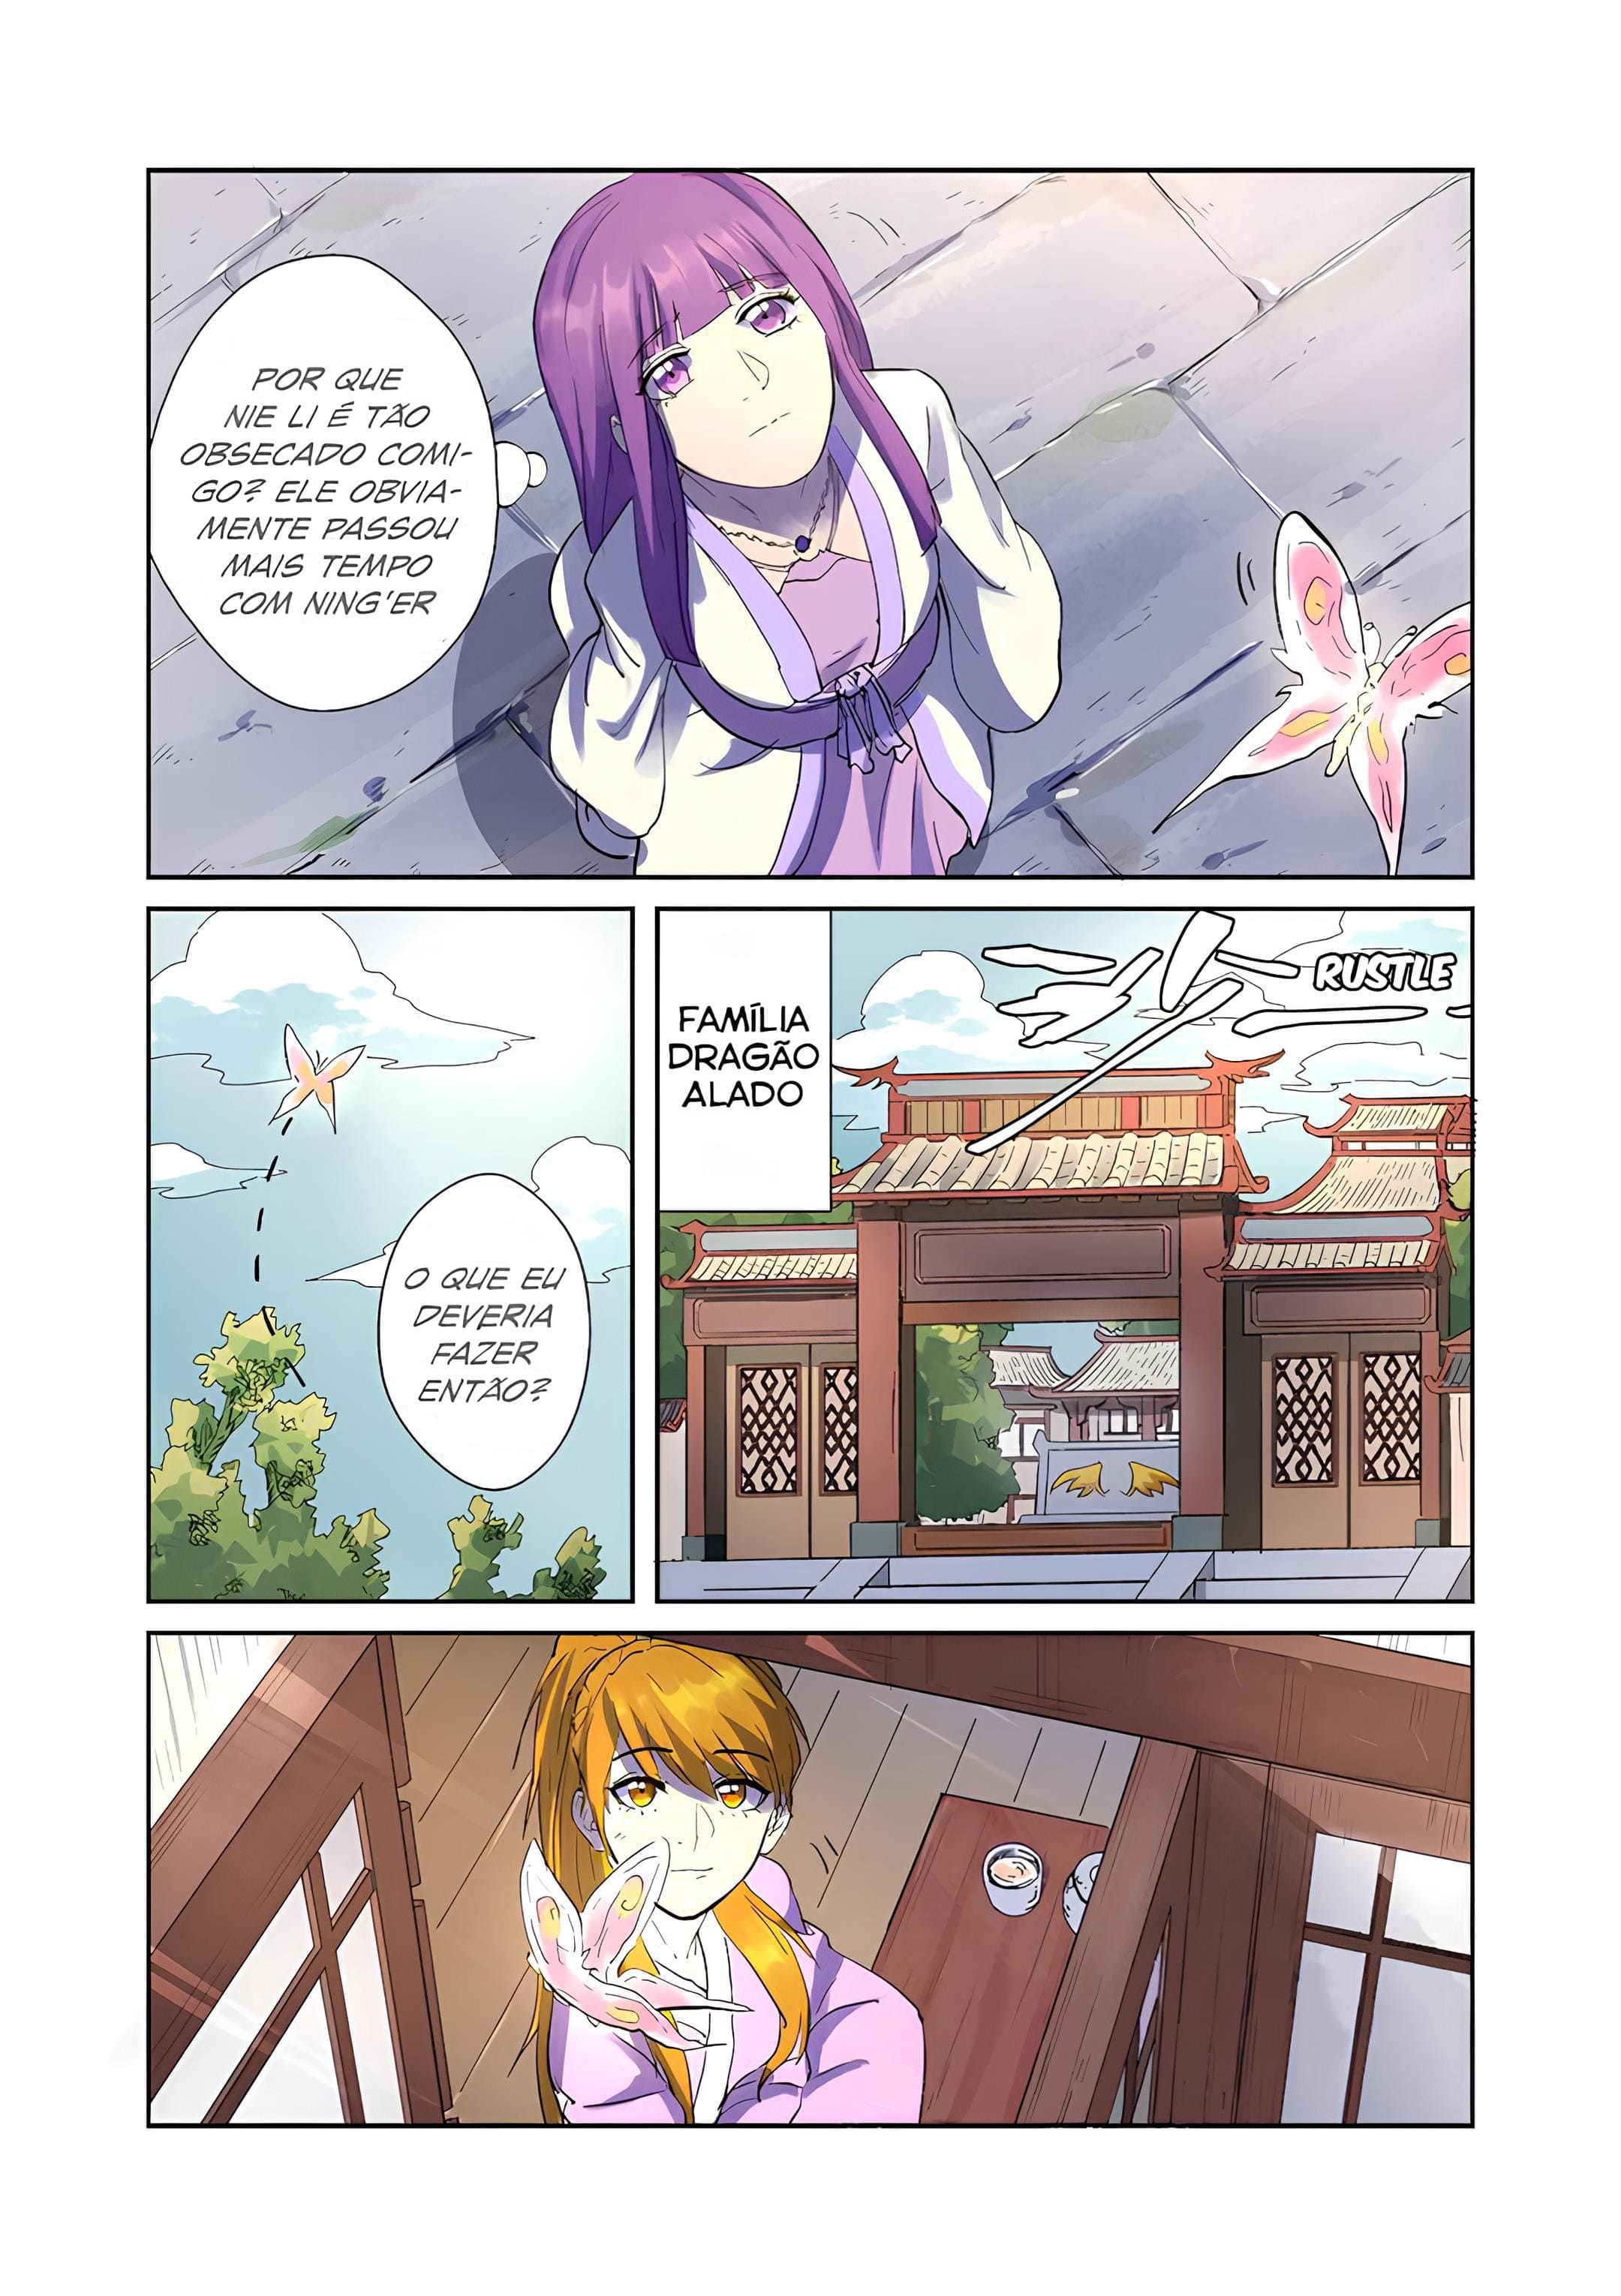 POR QUE
NIE LI É TÃO
OBSECADO COMI-
GO? ELE OBVIA-
MENTE PASSOU
MAIS TEMPO
COM NING'ER
O QUE EU
DEVERIA
FAZER
ENTÃO?
FAMÍLIA
DRAGÃO
ALADO
RUSTLE